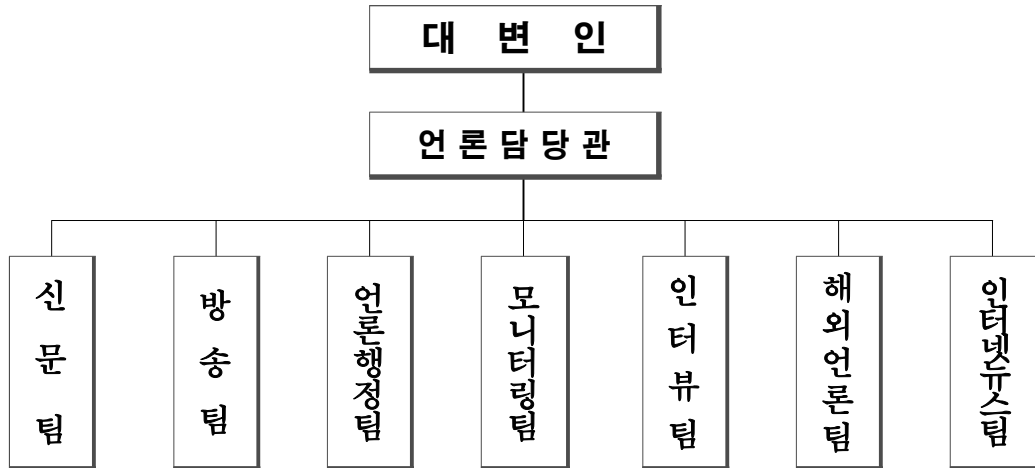 대 변 인
언 론 담 당 관
신 문 팀
방 송 팀
언론행정팀
모니터링팀
인 터 뷰 팀
해외언론팀
인터넷뉴스팀